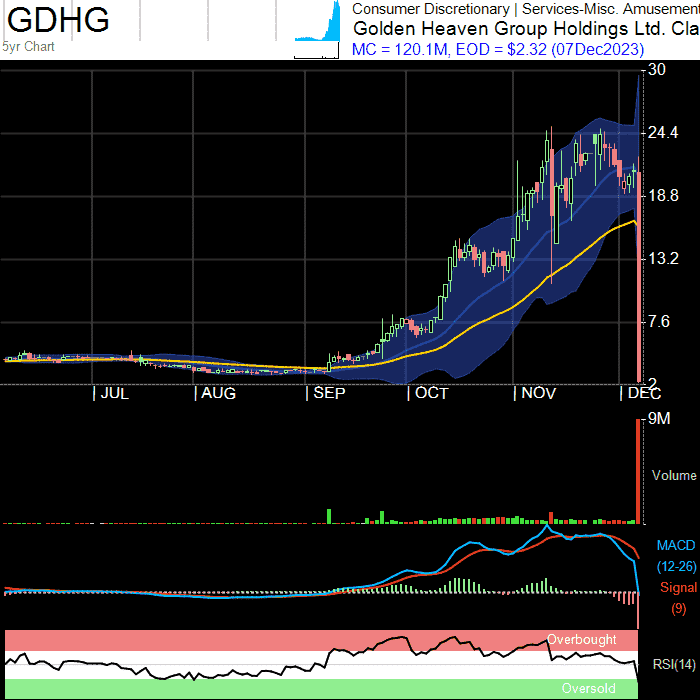 GDHG
5yr Chart
Consumer Discretionary | Services-Misc. Amusement
Golden Heaven Group Holdings Ltd. Cla
MC = 120.1M, EOD = $2.32 (07Dec2023)
30
24.4
18.8
13.2
7.6
2
JUL AUG SEP OCT NOV DEC
9M
Volume
MACD
(12-26)
Signal
(9)
Overbought
RSI(14)
Oversold